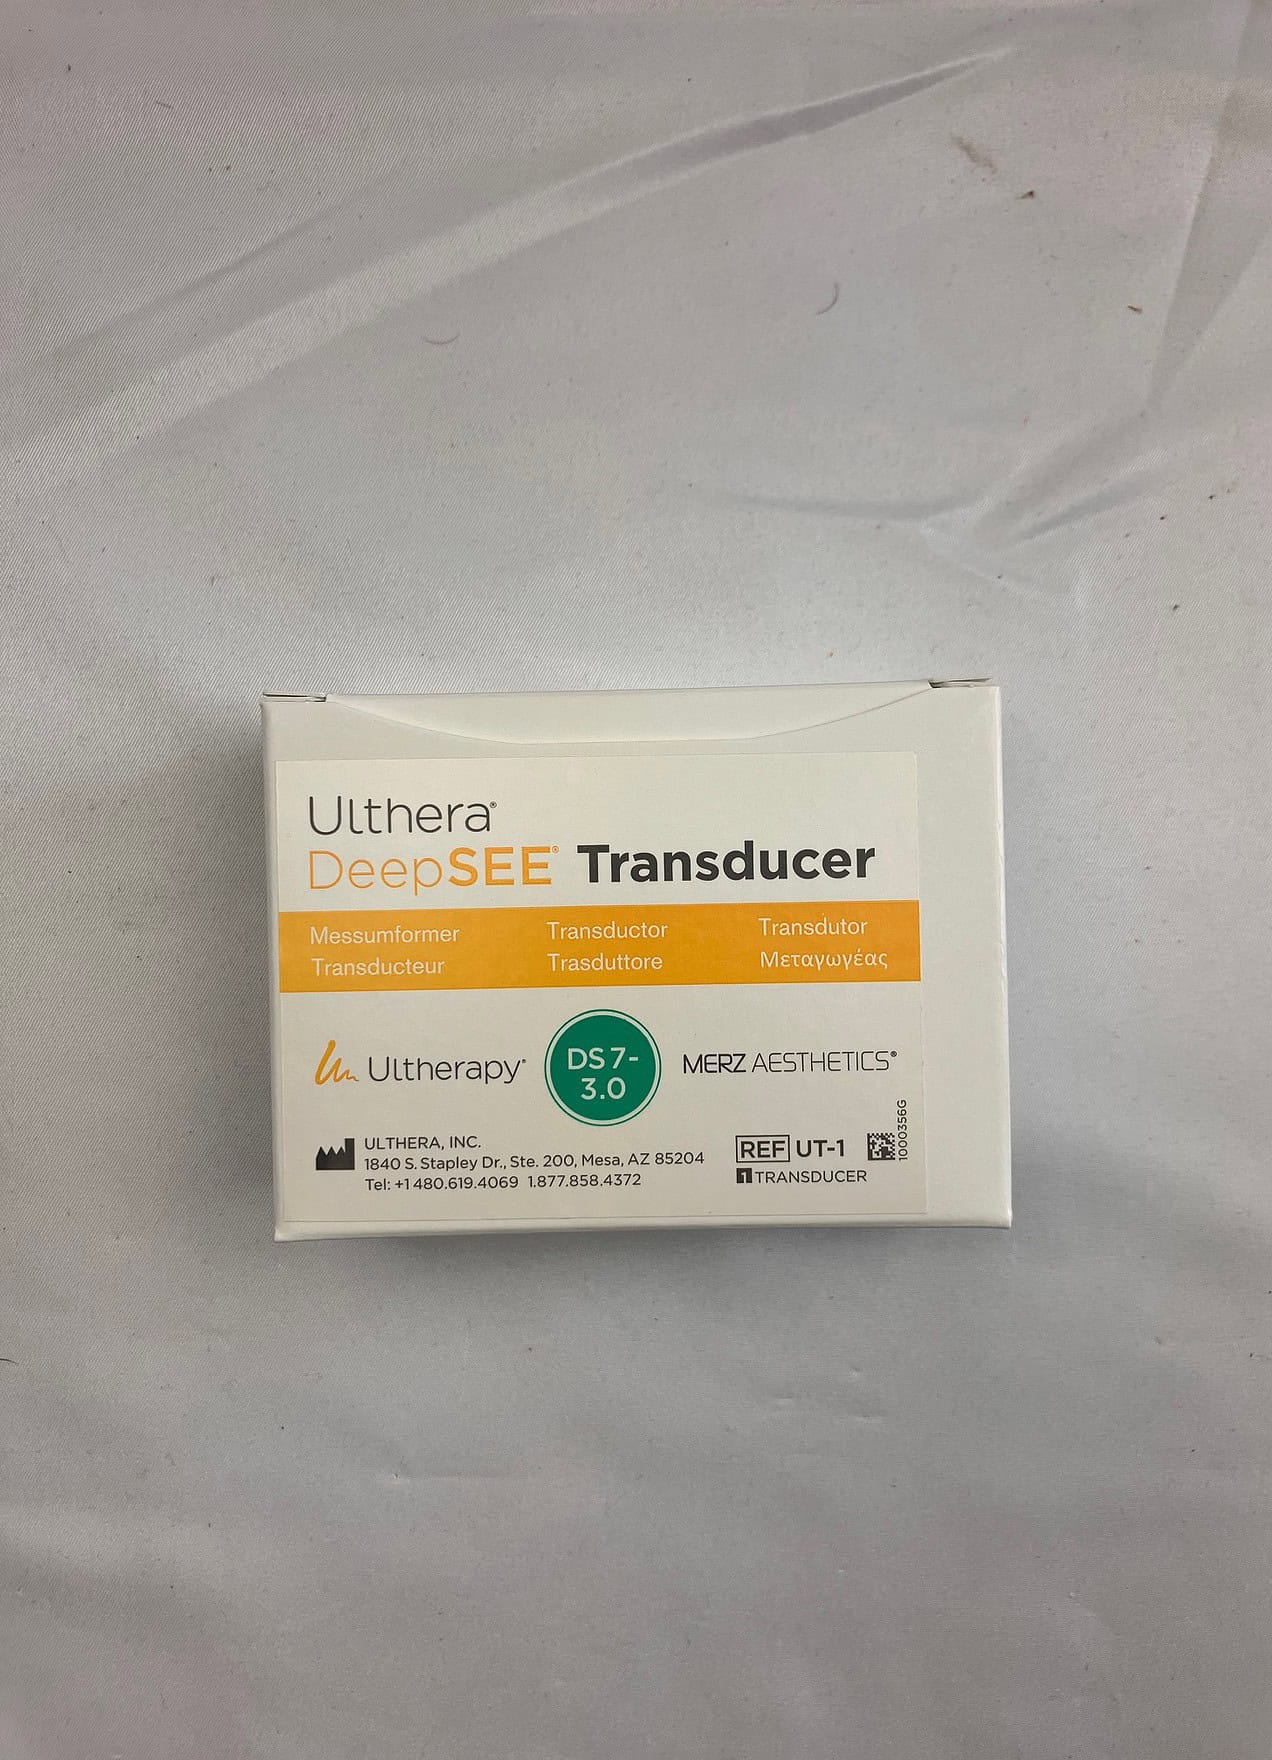 Ulthera®
DeepSEE® Transducer
Messumformer Transductor Transdutor
Transducteur Trasduttore Μεταγωγέας
Ultherapy® DS 7-
3.0
MERZ AESTHETICS®
ULTHERA, INC.
1840 S. Stapley Dr., Ste. 200, Mesa, AZ 85204
Tel: +1 480.619.4069 1.877.858.4372
REF UT-1
1 TRANSDUCER
1000356G